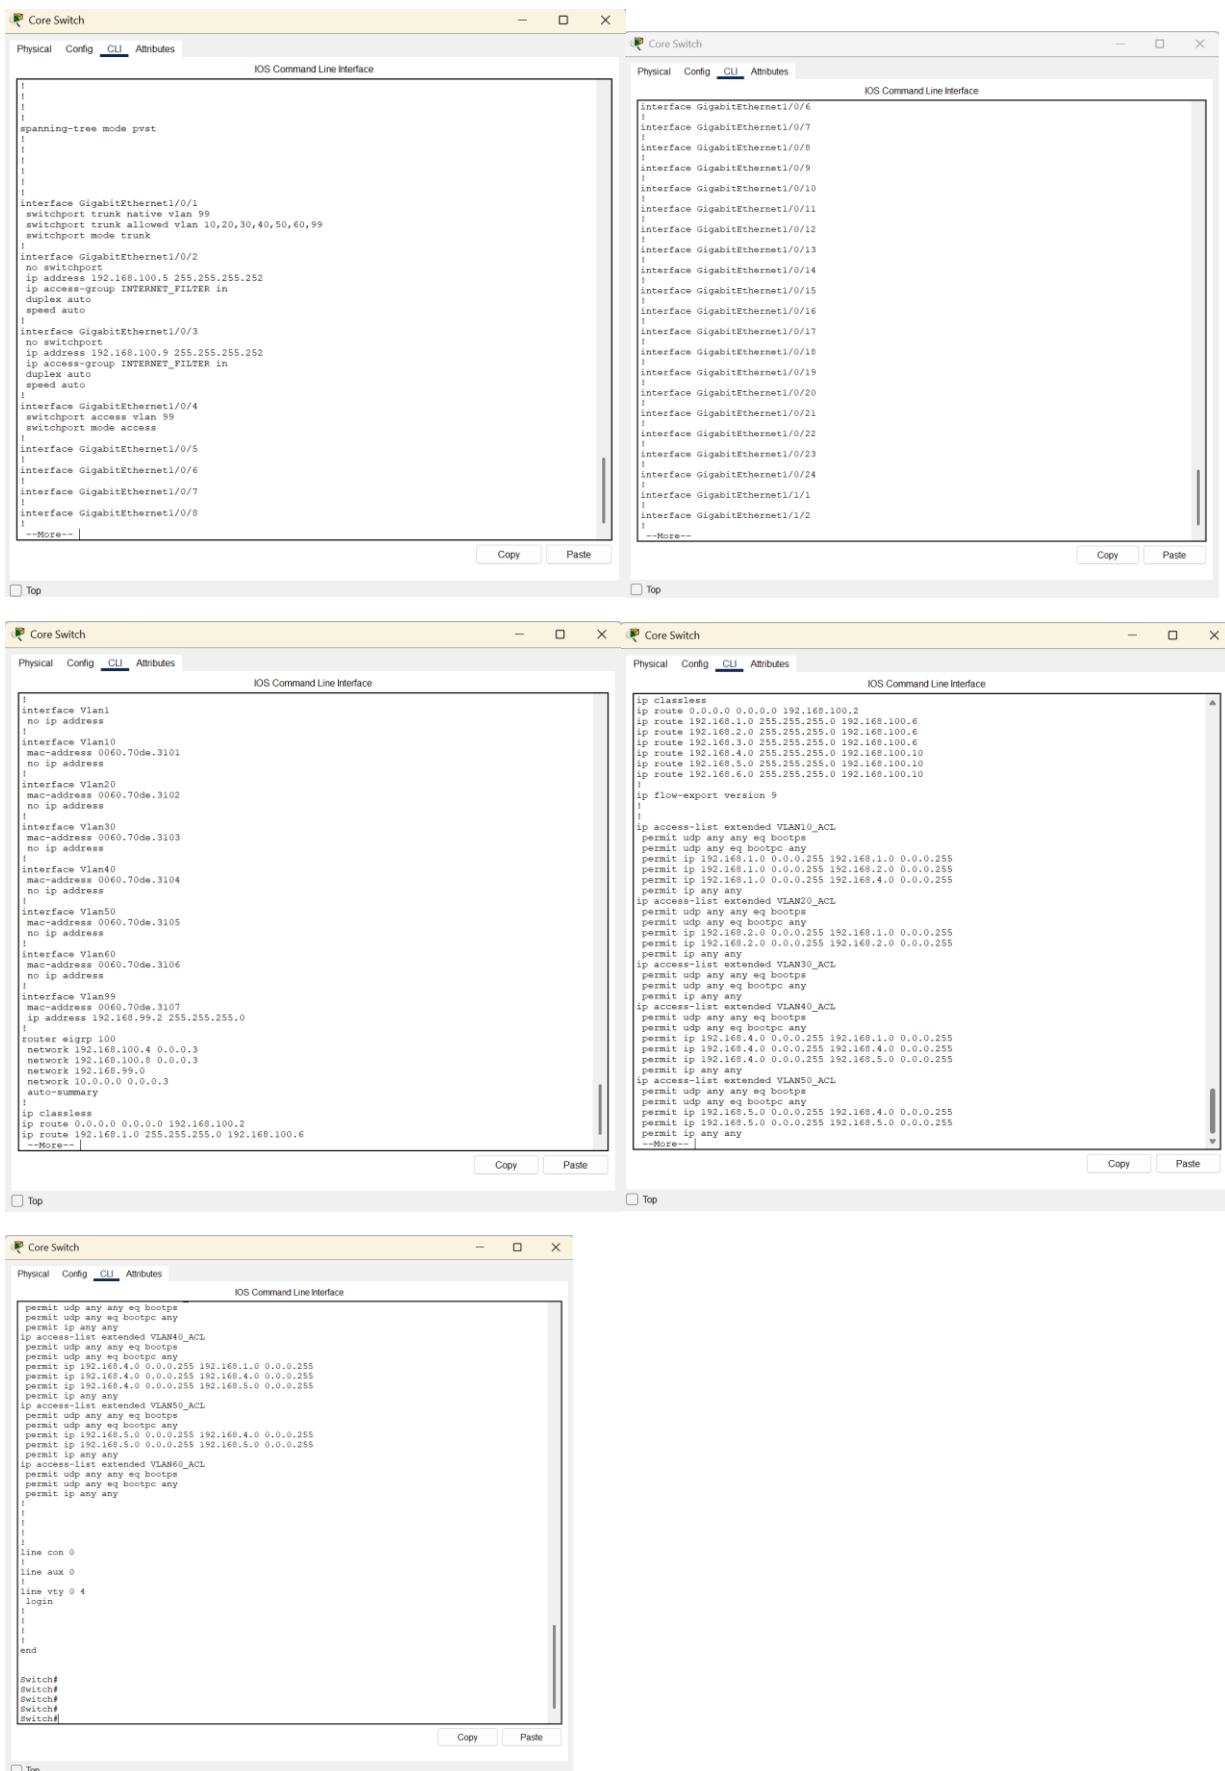 Core Switch
Physical Config CLI Attributes
IOS Command Line Interface
!
!
!
!
spanning-tree mode pvst
!
!
!
!
!
!
interface GigabitEthernet1/0/1
switchport trunk native vlan 99
switchport trunk allowed vlan 10,20,30,40,50,60,99
switchport mode trunk
!
interface GigabitEthernet1/0/2
no switchport
ip address 192.168.100.5 255.255.255.252
ip access-group INTERNET_FILTER in
duplex auto
speed auto
!
interface GigabitEthernet1/0/3
no switchport
ip address 192.168.100.9 255.255.255.252
ip access-group INTERNET_FILTER in
duplex auto
speed auto
!
interface GigabitEthernet1/0/4
switchport access vlan 99
switchport mode access
!
interface GigabitEthernet1/0/5
!
interface GigabitEthernet1/0/6
!
interface GigabitEthernet1/0/7
!
interface GigabitEthernet1/0/8
!
--More--
Copy Paste
Top
Core Switch
Physical Config CLI Attributes
IOS Command Line Interface
interface GigabitEthernet1/0/6
!
interface GigabitEthernet1/0/7
!
interface GigabitEthernet1/0/8
!
interface GigabitEthernet1/0/9
!
interface GigabitEthernet1/0/10
!
interface GigabitEthernet1/0/11
!
interface GigabitEthernet1/0/12
!
interface GigabitEthernet1/0/13
!
interface GigabitEthernet1/0/14
!
interface GigabitEthernet1/0/15
!
interface GigabitEthernet1/0/16
!
interface GigabitEthernet1/0/17
!
interface GigabitEthernet1/0/18
!
interface GigabitEthernet1/0/19
!
interface GigabitEthernet1/0/20
!
interface GigabitEthernet1/0/21
!
interface GigabitEthernet1/0/22
!
interface GigabitEthernet1/0/23
!
interface GigabitEthernet1/0/24
!
interface GigabitEthernet1/1/1
!
interface GigabitEthernet1/1/2
!
--More--
Copy Paste
Top
Core Switch
Physical Config CLI Attributes
IOS Command Line Interface
!
interface Vlan1
no ip address
!
interface Vlan10
mac-address 0060.70de.3101
no ip address
!
interface Vlan20
mac-address 0060.70de.3102
no ip address
!
interface Vlan30
mac-address 0060.70de.3103
no ip address
!
interface Vlan40
mac-address 0060.70de.3104
no ip address
!
interface Vlan50
mac-address 0060.70de.3105
no ip address
!
interface Vlan60
mac-address 0060.70de.3106
no ip address
!
interface Vlan99
mac-address 0060.70de.3107
ip address 192.168.99.2 255.255.255.0
!
router eigrp 100
network 192.168.100.4 0.0.0.3
network 192.168.100.8 0.0.0.3
network 192.168.99.0
network 10.0.0.0 0.0.0.3
auto-summary
!
ip classless
ip route 0.0.0.0 0.0.0.0 192.168.100.2
ip route 192.168.1.0 255.255.255.0 192.168.100.6
--More--
Copy Paste
Top
Core Switch
Physical Config CLI Attributes
IOS Command Line Interface
ip classless
ip route 0.0.0.0 0.0.0.0 192.168.100.2
ip route 192.168.1.0 255.255.255.0 192.168.100.6
ip route 192.168.2.0 255.255.255.0 192.168.100.6
ip route 192.168.3.0 255.255.255.0 192.168.100.6
ip route 192.168.4.0 255.255.255.0 192.168.100.10
ip route 192.168.5.0 255.255.255.0 192.168.100.10
ip route 192.168.6.0 255.255.255.0 192.168.100.10
!
ip flow-export version 9
!
!
ip access-list extended VLAN10_ACL
permit udp any any eq bootps
permit udp any eq bootpc any
permit ip 192.168.1.0 0.0.0.255 192.168.1.0 0.0.0.255
permit ip 192.168.1.0 0.0.0.255 192.168.2.0 0.0.0.255
permit ip 192.168.1.0 0.0.0.255 192.168.4.0 0.0.0.255
permit ip any any
ip access-list extended VLAN20_ACL
permit udp any any eq bootps
permit udp any eq bootpc any
permit ip 192.168.2.0 0.0.0.255 192.168.1.0 0.0.0.255
permit ip 192.168.2.0 0.0.0.255 192.168.2.0 0.0.0.255
permit ip any any
ip access-list extended VLAN30_ACL
permit udp any any eq bootps
permit udp any eq bootpc any
permit ip any any
ip access-list extended VLAN40_ACL
permit udp any any eq bootps
permit udp any eq bootpc any
permit ip 192.168.4.0 0.0.0.255 192.168.1.0 0.0.0.255
permit ip 192.168.4.0 0.0.0.255 192.168.4.0 0.0.0.255
permit ip 192.168.4.0 0.0.0.255 192.168.5.0 0.0.0.255
permit ip any any
ip access-list extended VLAN50_ACL
permit udp any any eq bootps
permit udp any eq bootpc any
permit ip 192.168.5.0 0.0.0.255 192.168.4.0 0.0.0.255
permit ip 192.168.5.0 0.0.0.255 192.168.5.0 0.0.0.255
permit ip any any
--More--
Copy Paste
Top
Core Switch
Physical Config CLI Attributes
IOS Command Line Interface
permit udp any any eq bootps
permit udp any eq bootpc any
permit ip any any
ip access-list extended VLAN40_ACL
permit udp any any eq bootps
permit udp any eq bootpc any
permit ip 192.168.4.0 0.0.0.255 192.168.1.0 0.0.0.255
permit ip 192.168.4.0 0.0.0.255 192.168.4.0 0.0.0.255
permit ip 192.168.4.0 0.0.0.255 192.168.5.0 0.0.0.255
permit ip any any
ip access-list extended VLAN50_ACL
permit udp any any eq bootps
permit udp any eq bootpc any
permit ip 192.168.5.0 0.0.0.255 192.168.4.0 0.0.0.255
permit ip 192.168.5.0 0.0.0.255 192.168.5.0 0.0.0.255
permit ip any any
ip access-list extended VLAN60_ACL
permit udp any any eq bootps
permit udp any eq bootpc any
permit ip any any
!
!
!
!
!
line con 0
!
line aux 0
!
line vty 0 4
login
!
!
!
!
end
Switch#
Switch#
Switch#
Switch#
Switch#
Copy Paste
Top